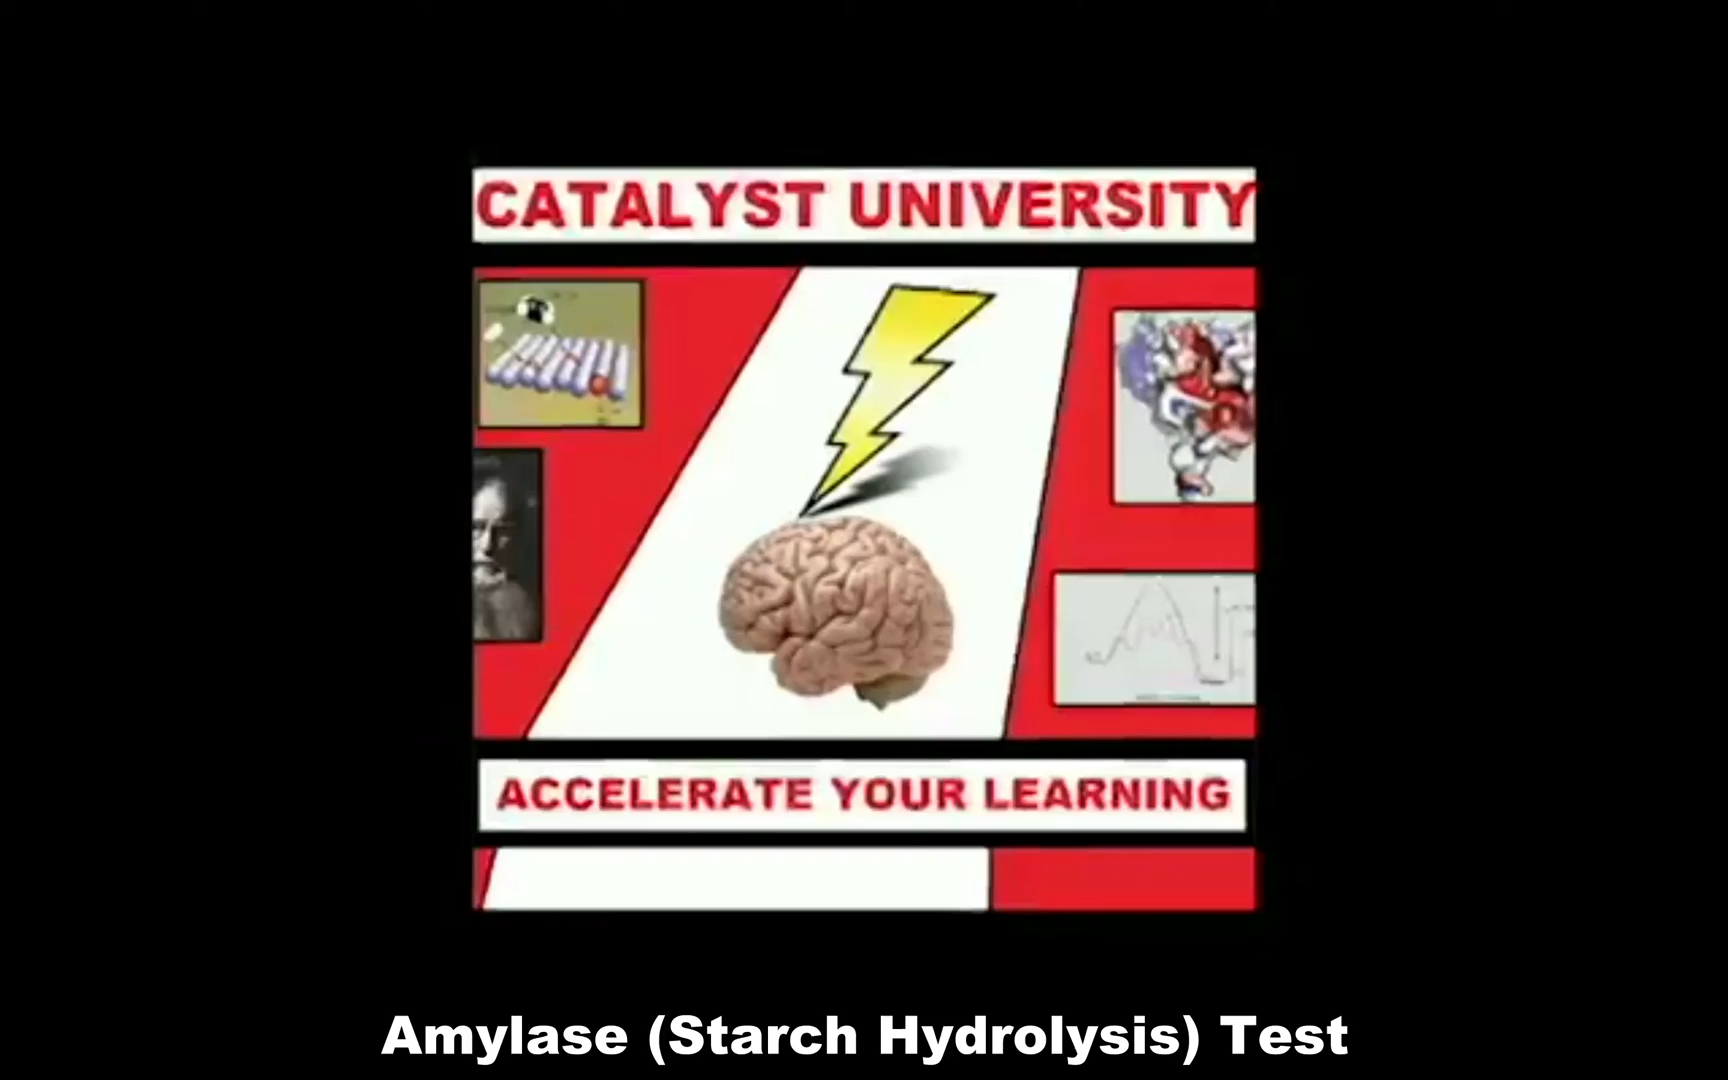 CATALYST UNIVERSITY
ACCELERATE YOUR LEARNING
Amylase (Starch Hydrolysis) Test